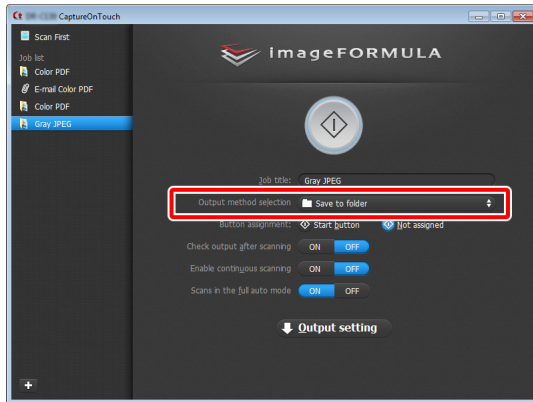 CaptureOnTouch
Scan First
Job list
Color PDF
E-mail Color PDF
Color PDF
Gray JPEG
imageFORMULA
Job title: Gray JPEG
Output method selection Save to folder
Button assignment: Start button Not assigned
Check output after scanning ON OFF
Enable continuous scanning ON OFF
Scans in the full auto mode ON OFF
Output setting